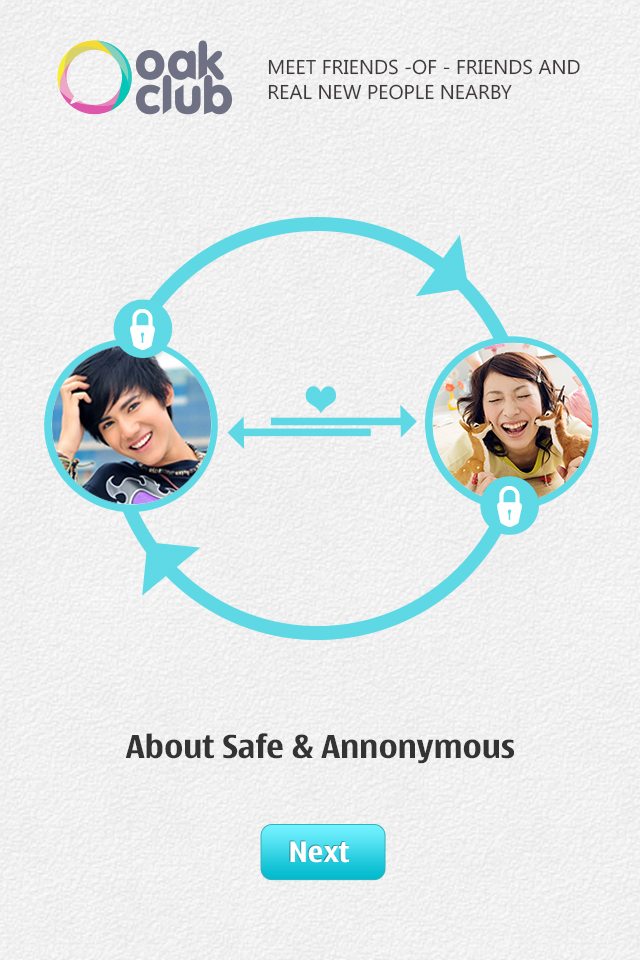 oak
club
MEET FRIENDS -OF - FRIENDS AND
REAL NEW PEOPLE NEARBY
About Safe & Annonymous
Next